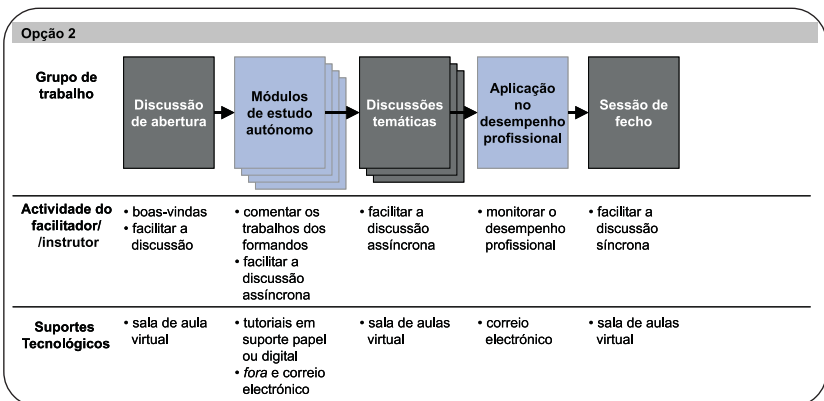 Opção 2
Grupo de
trabalho
Discussão
de abertura
Módulos
de estudo
autónomo
Discussões
temáticas
Aplicação
no
desempenho
profissional
Sessão de
fecho
Actividade do
facilitador/
/instrutor
• boas-vindas
• facilitar a
discussão
• comentar os
trabalhos dos
formandos
• facilitar a
discussão
assíncrona
• facilitar a
discussão
assíncrona
• monitorar o
desempenho
profissional
• facilitar a
discussão
síncrona
Suportes
Tecnológicos
• sala de aula
virtual
• tutoriais em
suporte papel
ou digital
• fora e correio
electrónico
• sala de aulas
virtual
• correio
electrónico
• sala de aulas
virtual